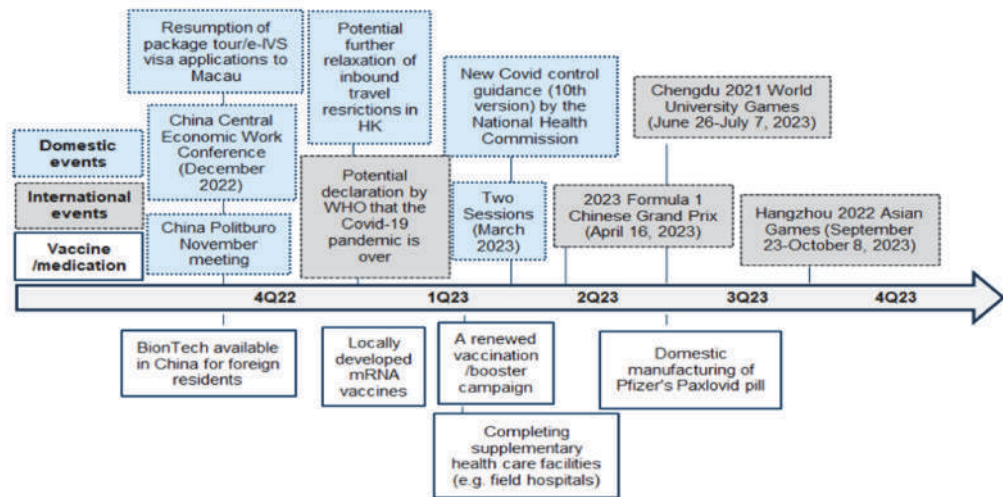 Resumption of
package tour/e-IVS
visa applications to
Macau
Potential
further
relaxation of
inbound
travel resrictions in
HK
New Covid control
guidance (10th
version) by the
National Health
Commission
Chengdu 2021 World
University Games
(June 26-July 7, 2023)
Domestic
events
International
events
Vaccine
/medication
China Central
Economic Work
Conference
(December
2022)
China Politburo
November
meeting
Potential
declaration by
WHO that the
Covid-19
pandemic is
over
Two
Sessions
(March
2023)
2023 Formula 1
Chinese Grand Prix
(April 16, 2023)
Hangzhou 2022 Asian
Games (September
23-October 8, 2023)
4Q22
1Q23
2Q23
3Q23
4Q23
BionTech available
in China for foreign
residents
Locally
developed
mRNA
vaccines
A renewed
vaccination
/booster
campaign
Domestic
manufacturing of
Pfizer's Paxlovid pill
Completing
supplementary
health care facilities
(e.g. field hospitals)